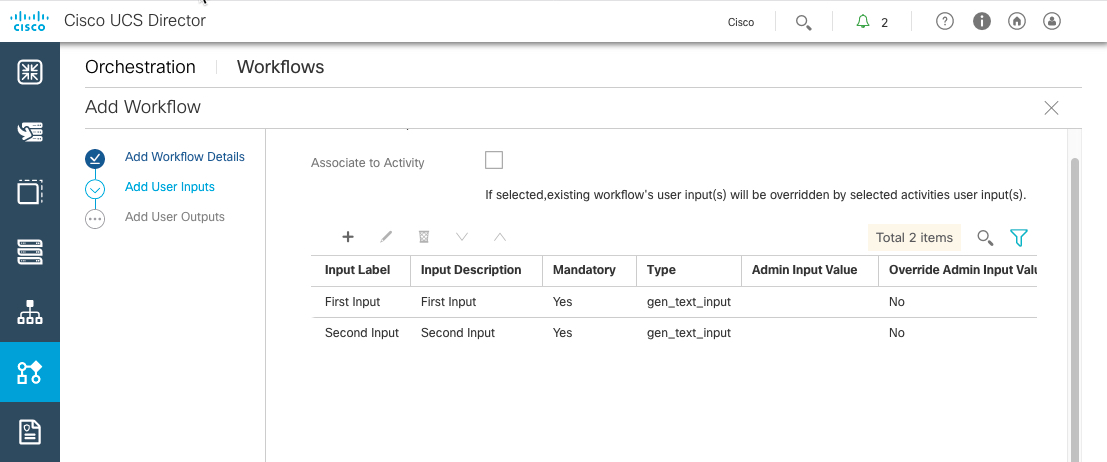 CISCO Cisco UCS Director Cisco 2
Orchestration Workflows
Add Workflow
Add Workflow Details
Add User Inputs
Add User Outputs
Associate to Activity
If selected,existing workflow's user input(s) will be overridden by selected activities user input(s).
Total 2 items
Input Label Input Description Mandatory Type Admin Input Value Override Admin Input Valu
First Input First Input Yes gen_text_input No
Second Input Second Input Yes gen_text_input No